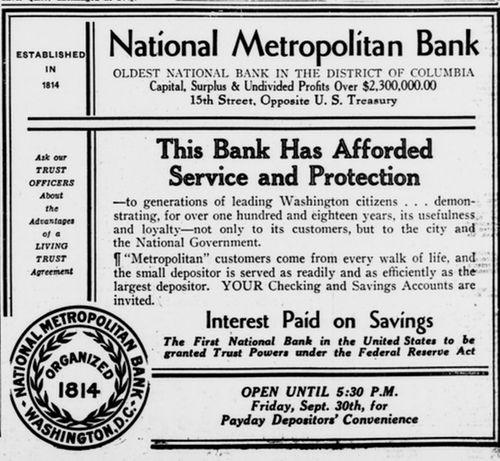 ESTABLISHED
IN
1814
National Metropolitan Bank
OLDEST NATIONAL BANK IN THE DISTRICT OF COLUMBIA
Capital, Surplus & Undivided Profits Over $2,300,000.00
15th Street, Opposite U. S. Treasury
Ask our
TRUST
OFFICERS
About
the
Advantages
of a
LIVING
TRUST
Agreement
This Bank Has Afforded
Service and Protection
—to generations of leading Washington citizens . . . demon-
strating, for over one hundred and eighteen years, its usefulness
and loyalty—not only to its customers, but to the city and
the National Government.
¶ "Metropolitan" customers come from every walk of life, and
the small depositor is served as readily and as efficiently as the
largest depositor. YOUR Checking and Savings Accounts are
invited.
Interest Paid on Savings
The First National Bank in the United States to be
granted Trust Powers under the Federal Reserve Act
NATIONAL METROPOLITAN BANK
WASHINGTON, D.C.
ORGANIZED
1814
OPEN UNTIL 5:30 P.M.
Friday, Sept. 30th, for
Payday Depositors' Convenience